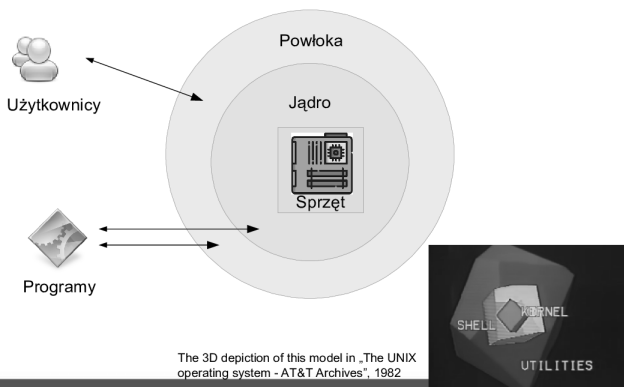 Powłoka
Użytkownicy
Jądro
Sprzęt
Programy
SHELL
KERNEL
UTILITIES
The 3D depiction of this model in „The UNIX
operating system - AT&T Archives”, 1982